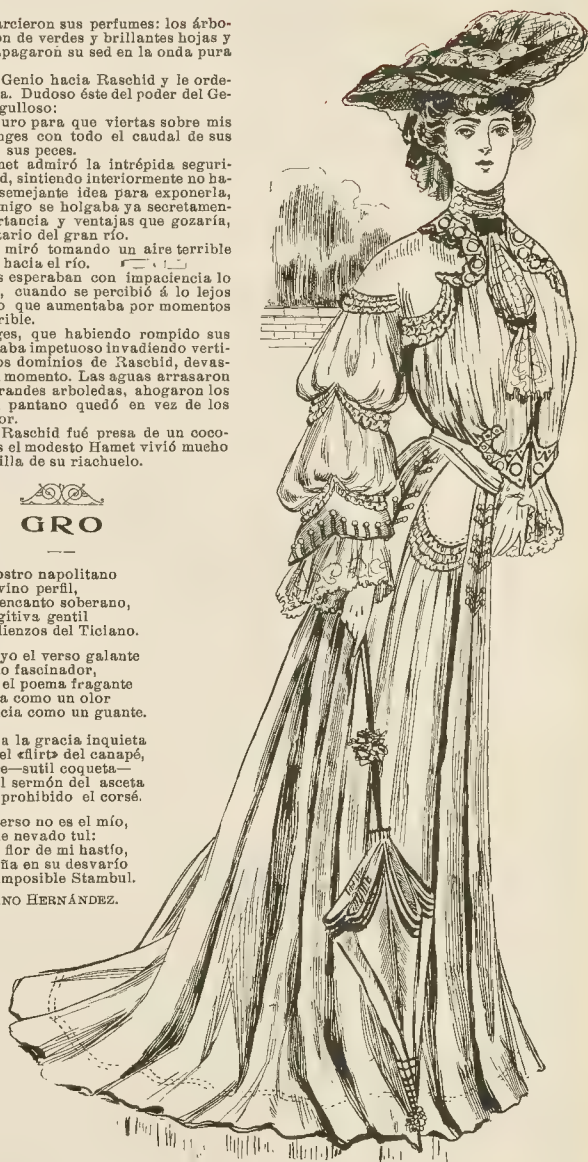 arcieron sus perfumes: los árbo-
on de verdes y brillantes hojas y
apagaron su sed en la onda pura
Genio hacia Raschid y le orde-
a. Dudoso éste del poder del Ge-
gulloso:
uro para que viertas sobre mis
nges con todo el caudal de sus
sus peces.
net admiró la intrépida seguri-
d, sintiendo interiormente no ha-
semejante idea para exponerla,
nigo se holgaba ya secretamen-
rtancia y ventajas que gozaría,
tario del gran río.
miró tomando un aire terrible
hacia el río.
s esperaban con impaciencia lo
, cuando se percibió á lo lejos
o que aumentaba por momentos
rrible.
ges, que habiendo rompido sus
aba impetuoso invadiendo verti-
os dominios de Raschid, devas-
momento. Las aguas arrasaron
randes arboledas, ahogaron los
pantano quedó en vez de los
or.
Raschid fué presa de un coco-
s el modesto Hamet vivió mucho
illa de su riachuelo.
GRO
ostro napolitano
vino perfil,
encanto soberano,
gitiva gentil
lienzos del Ticiano.
yo el verso galante
o fascinador,
el poema fragante
a como un olor
cia como un guante.
a la gracia inquieta
el «flirt» del canapé,
e—sutil coqueta—
l sermón del asceta
prohibido el corsé.
erso no es el mío,
e nevado tul:
flor de mi hastío,
ña en su desvarío
mposible Stambul.
NO HERNÁNDEZ.